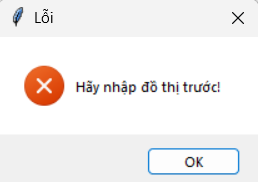 Lỗi
Hãy nhập đồ thị trước!
OK